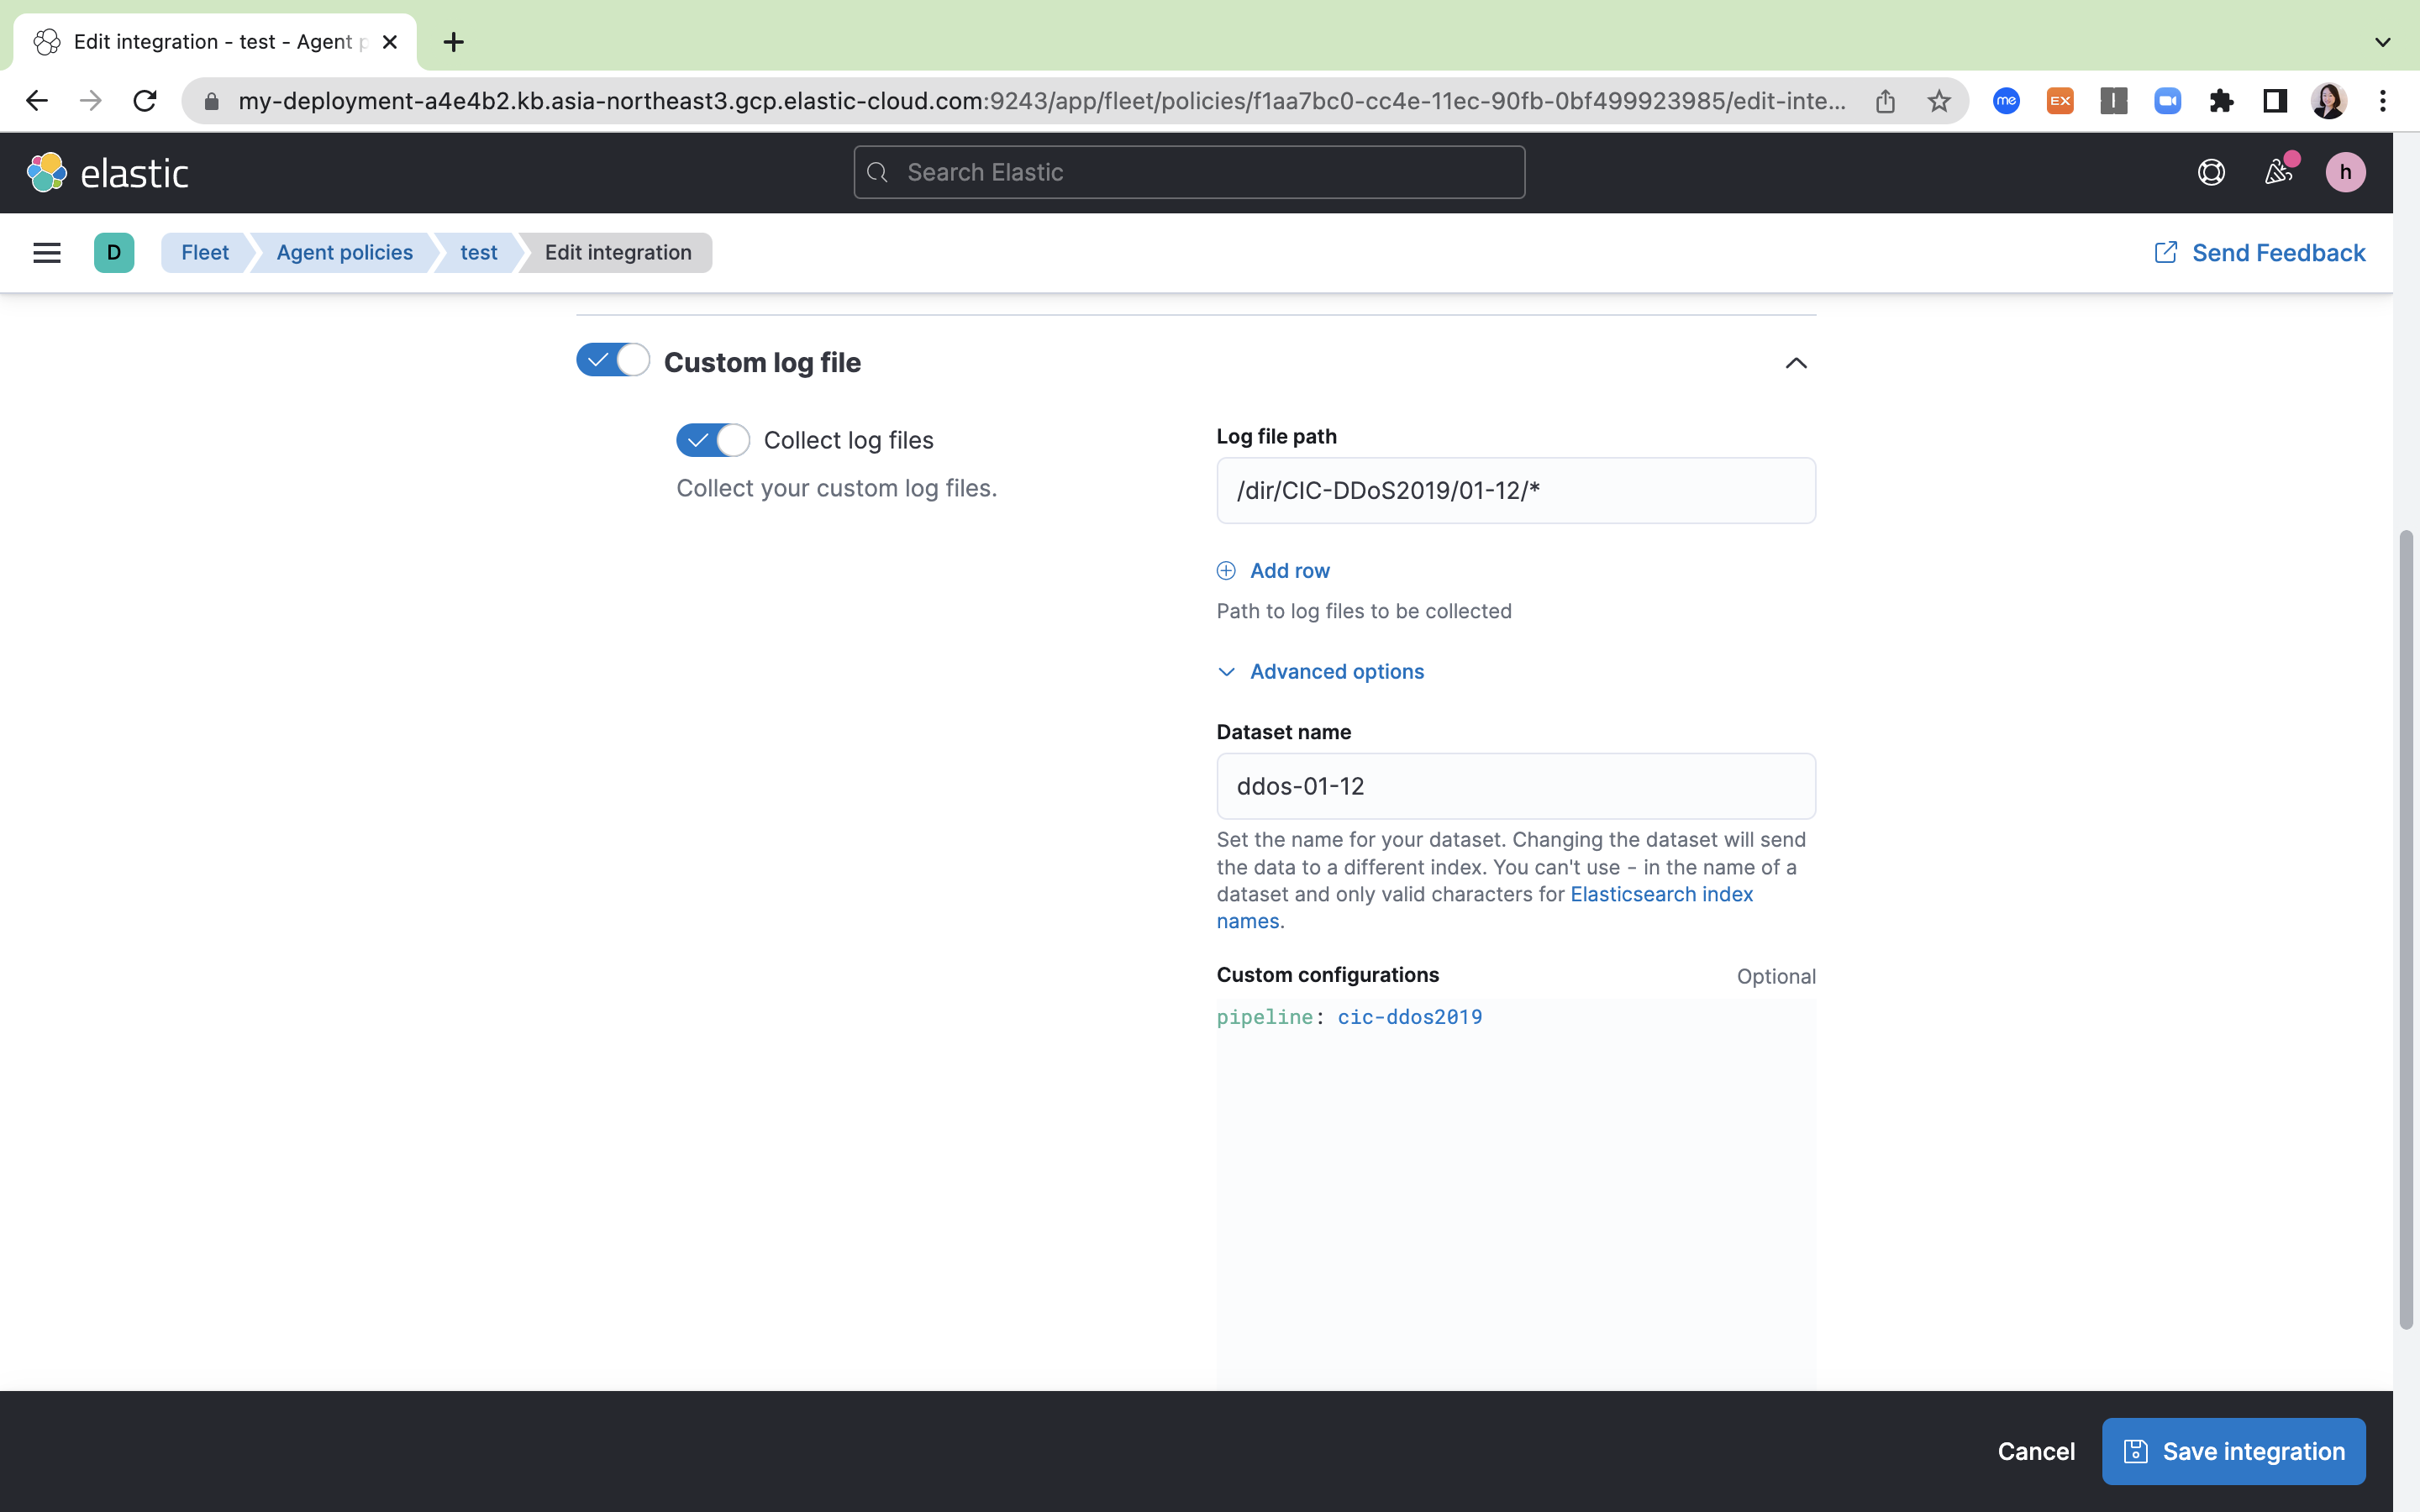 Edit integration - test - Agent p
my-deployment-a4e4b2.kb.asia-northeast3.gcp.elastic-cloud.com:9243/app/fleet/policies/f1aa7bc0-cc4e-11ec-90fb-0bf499923985/edit-inte...
me
EX
elastic
Search Elastic
h
D
Fleet
Agent policies
test
Edit integration
Send Feedback
Custom log file
Collect log files
Collect your custom log files.
Log file path
/dir/CIC-DDoS2019/01-12/*
Add row
Path to log files to be collected
Advanced options
Dataset name
ddos-01-12
Set the name for your dataset. Changing the dataset will send
the data to a different index. You can't use - in the name of a
dataset and only valid characters for Elasticsearch index
names.
Custom configurations
Optional
pipeline: cic-ddos2019
Cancel
Save integration